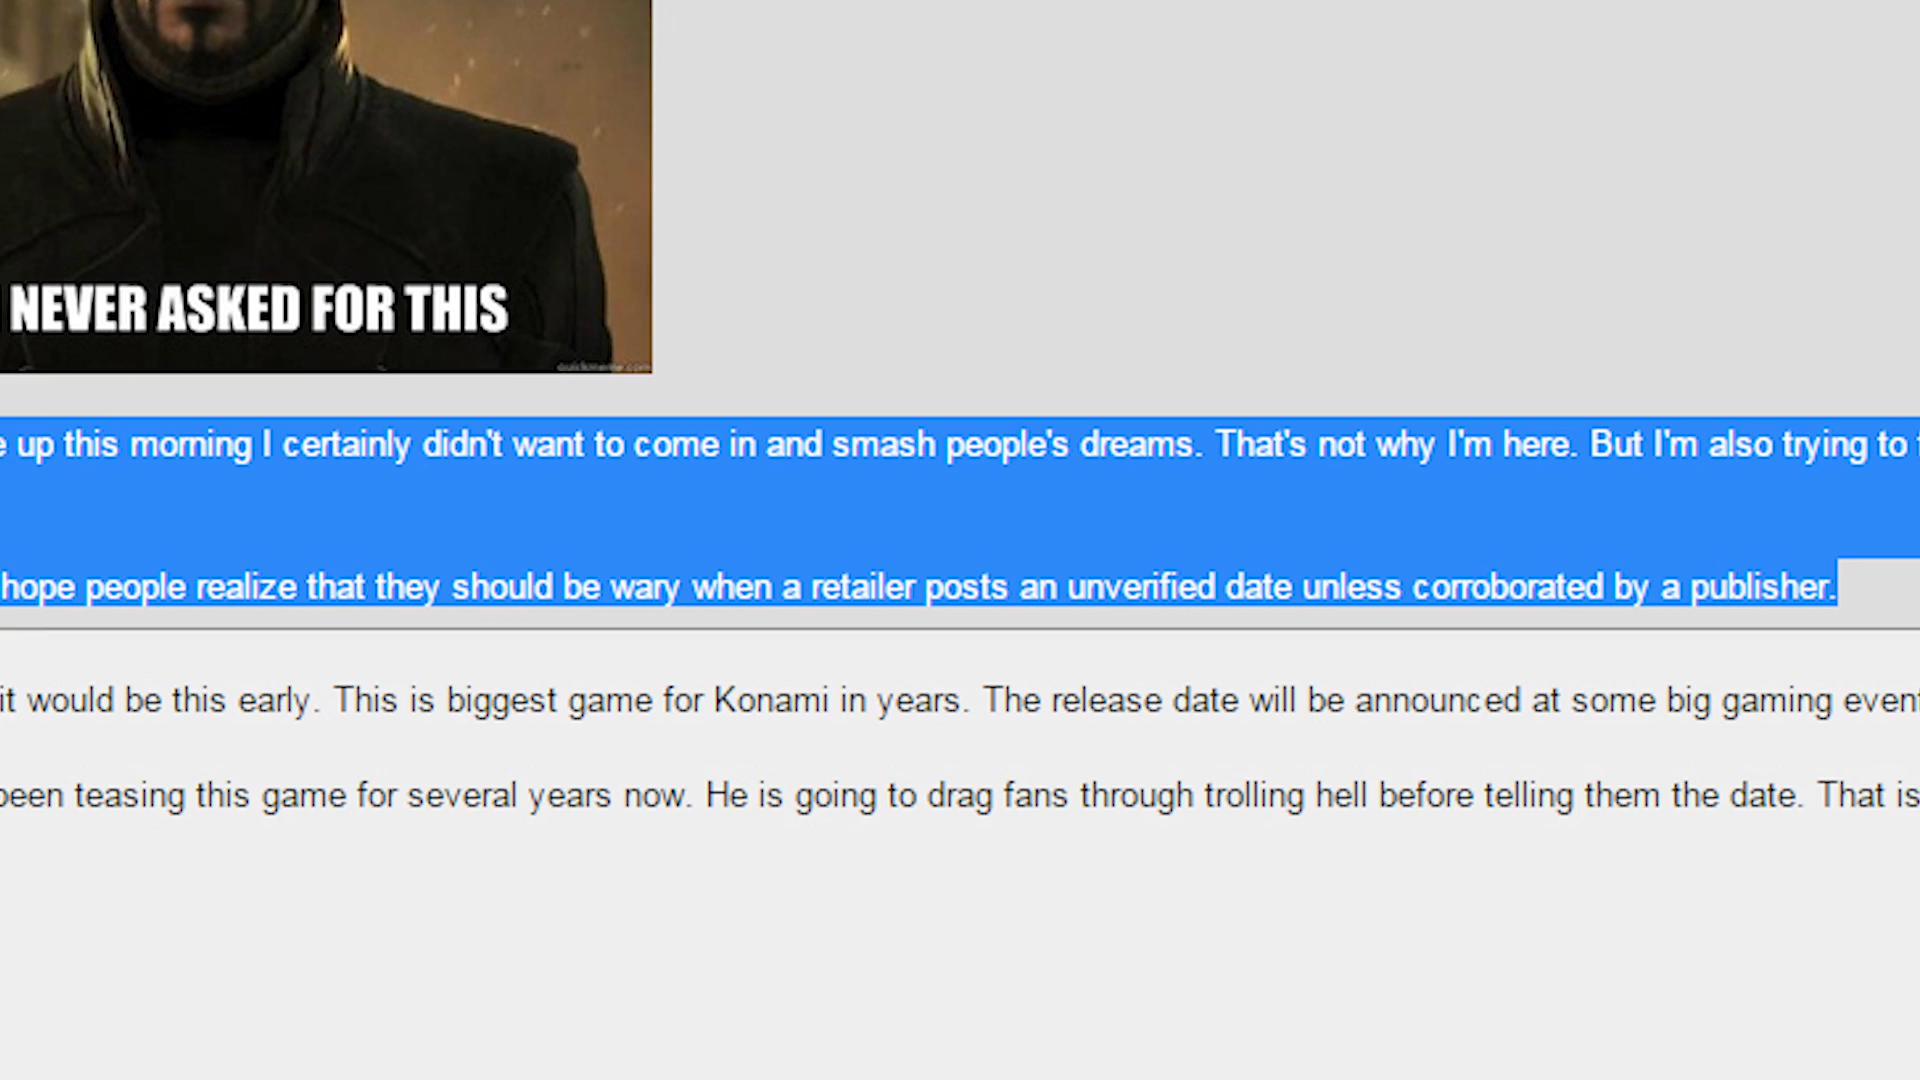 NEVER ASKED FOR THIS
quickmeme.com
e up this morning I certainly didn't want to come in and smash people's dreams. That's not why I'm here. But I'm also trying to
hope people realize that they should be wary when a retailer posts an unverified date unless corroborated by a publisher.
it would be this early. This is biggest game for Konami in years. The release date will be announced at some big gaming event
been teasing this game for several years now. He is going to drag fans through trolling hell before telling them the date. That is